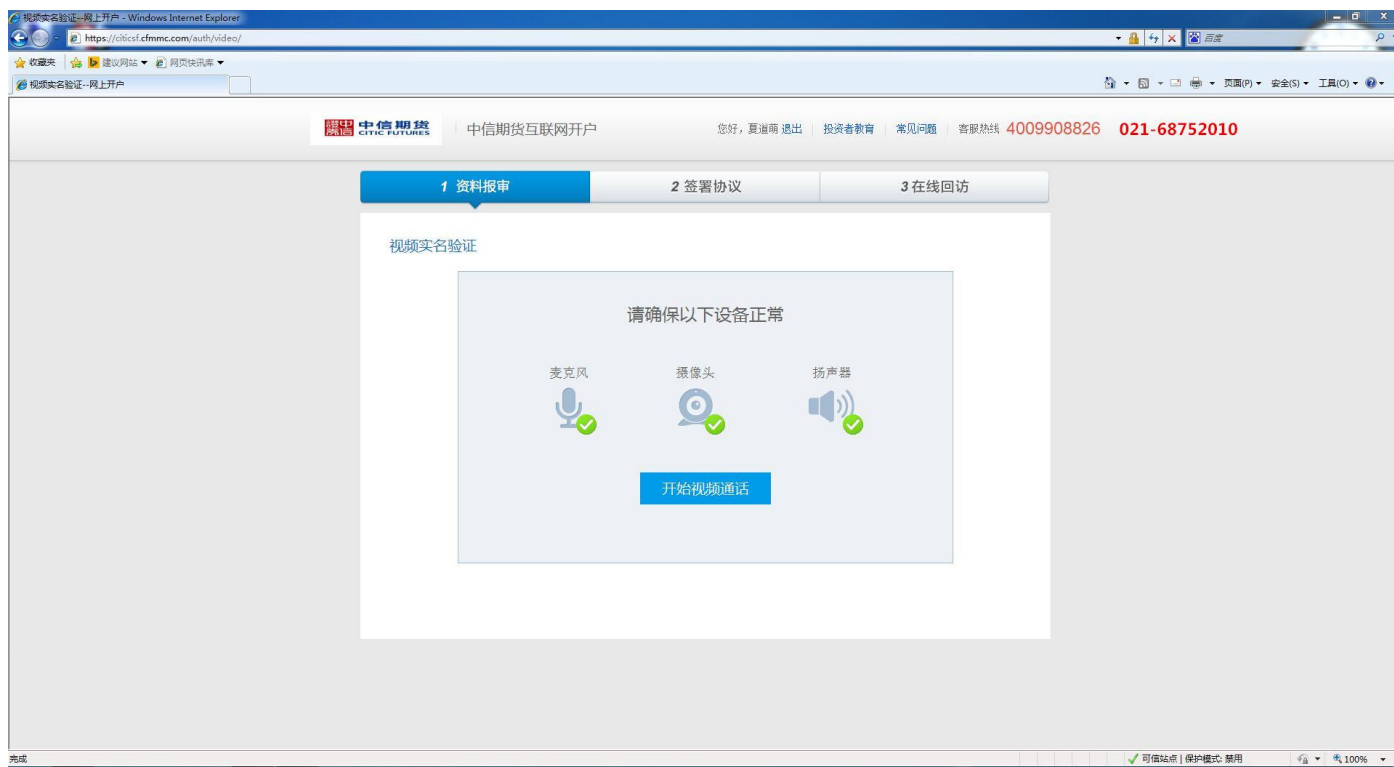 视频实名验证--网上开户 - Windows Internet Explorer
https://citicsf.cfmmc.com/auth/video/
百度
收藏夹 建议网站 网页快讯库
视频实名验证--网上开户
页面(P) 安全(S) 工具(O)
中信期货 CITIC FUTURES 中信期货互联网开户 您好，夏道萌 退出 投资者教育 常见问题 客服热线 4009908826 021-68752010
1 资料报审 2 签署协议 3 在线回访
视频实名验证
请确保以下设备正常
麦克风 摄像头 扬声器
开始视频通话
完成 可信站点 | 保护模式: 禁用 100%